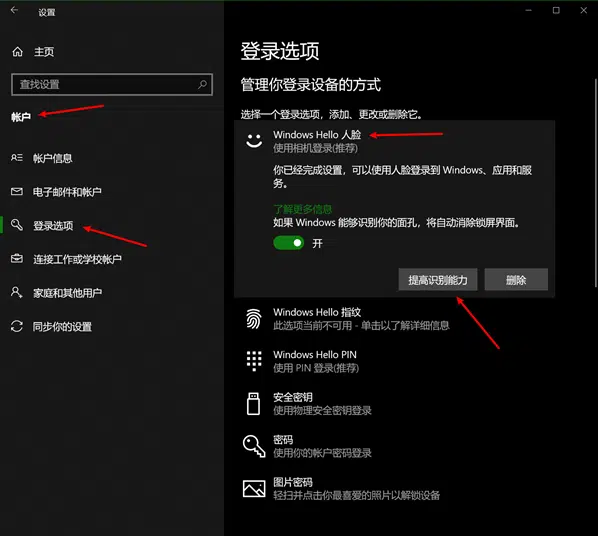 设置
主页
查找设置
帐户
帐户信息
电子邮件和帐户
登录选项
连接工作或学校帐户
家庭和其他用户
同步你的设置
登录选项
管理你登录设备的方式
选择一个登录选项，添加、更改或删除它。
Windows Hello 人脸
使用相机登录(推荐)
你已经完成设置，可以使用人脸登录到 Windows、应用和服
务。
了解更多信息
如果 Windows 能够识别你的面孔，将自动消除锁屏界面。
开
提高识别能力 删除
Windows Hello 指纹
此选项当前不可用 - 单击以了解详细信息
Windows Hello PIN
使用 PIN 登录(推荐)
安全密钥
使用物理安全密钥登录
密码
使用你的帐户密码登录
图片密码
轻扫并点击你最喜爱的照片以解锁设备